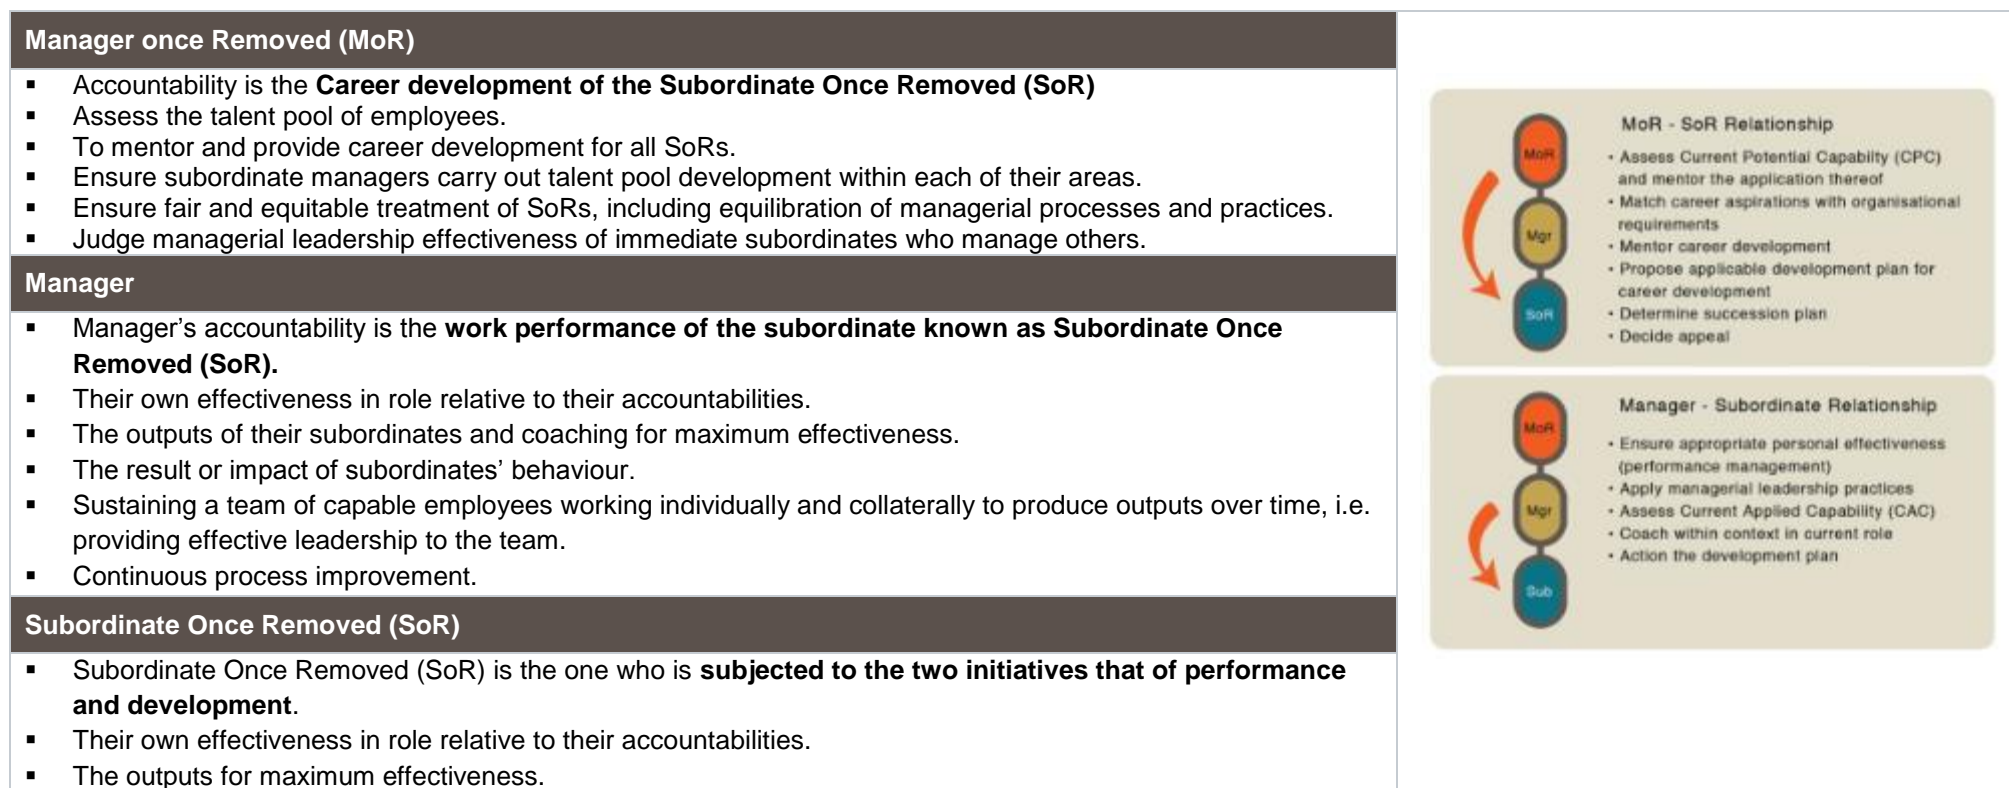 Manager once Removed (MoR)
▪ Accountability is the Career development of the Subordinate Once Removed (SoR)
▪ Assess the talent pool of employees.
▪ To mentor and provide career development for all SoRs.
▪ Ensure subordinate managers carry out talent pool development within each of their areas.
▪ Ensure fair and equitable treatment of SoRs, including equilibration of managerial processes and practices.
▪ Judge managerial leadership effectiveness of immediate subordinates who manage others.
Manager
▪ Manager’s accountability is the work performance of the subordinate known as Subordinate Once
Removed (SoR).
▪ Their own effectiveness in role relative to their accountabilities.
▪ The outputs of their subordinates and coaching for maximum effectiveness.
▪ The result or impact of subordinates’ behaviour.
▪ Sustaining a team of capable employees working individually and collaterally to produce outputs over time, i.e.
providing effective leadership to the team.
▪ Continuous process improvement.
Subordinate Once Removed (SoR)
▪ Subordinate Once Removed (SoR) is the one who is subjected to the two initiatives that of performance
and development.
▪ Their own effectiveness in role relative to their accountabilities.
▪ The outputs for maximum effectiveness.
MoR
Mgr
SoR
MoR - SoR Relationship
• Assess Current Potential Capabilty (CPC)
and mentor the application thereof
• Match career aspirations with organisational
requirements
• Mentor career development
• Propose applicable development plan for
career development
• Determine succession plan
• Decide appeal
MoR
Mgr
Sub
Manager - Subordinate Relationship
• Ensure appropriate personal effectiveness
(performance management)
• Apply managerial leadership practices
• Assess Current Applied Capability (CAC)
• Coach within context in current role
• Action the development plan